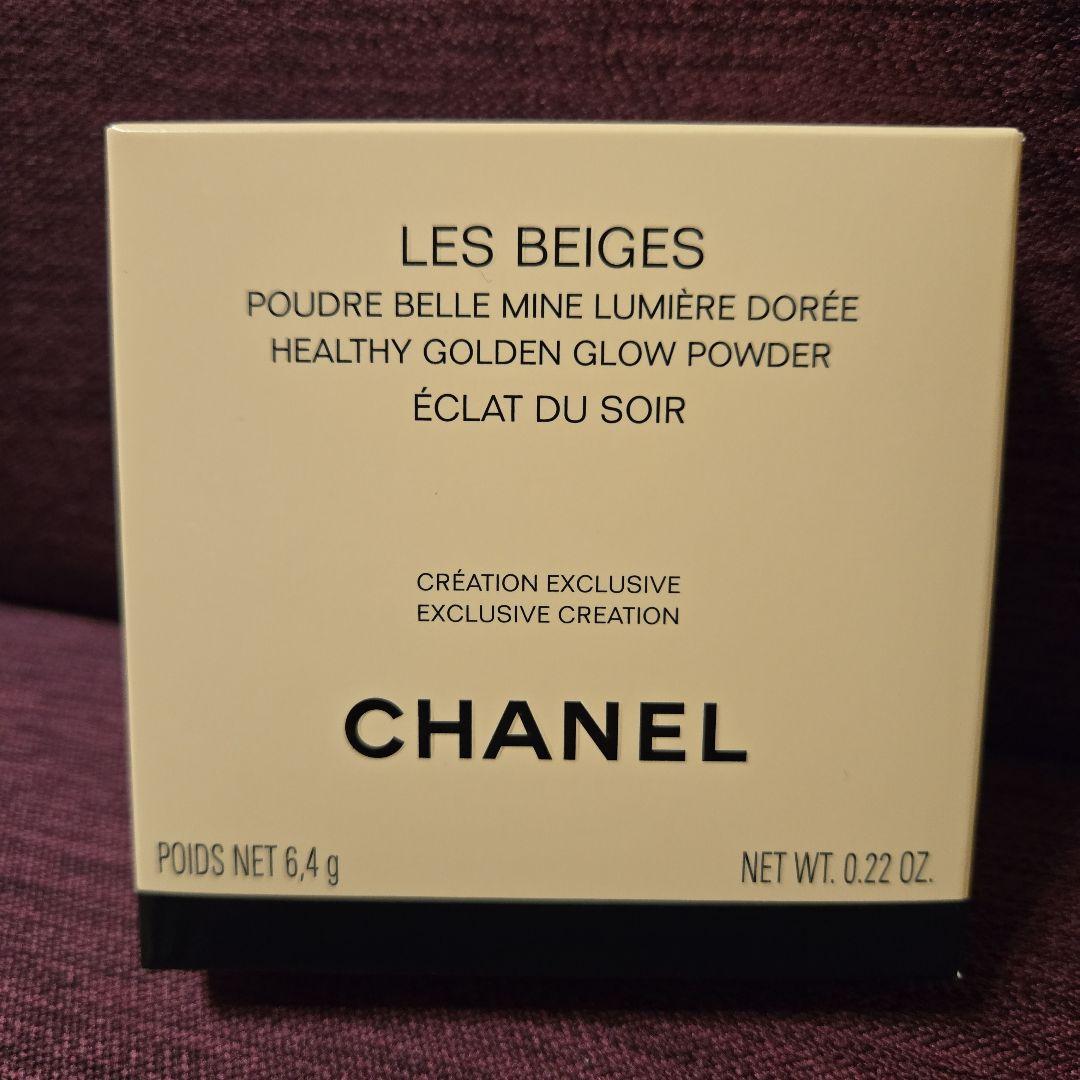 LES BEIGES
POUDRE BELLE MINE LUMIÈRE DORÉE
HEALTHY GOLDEN GLOW POWDER
ÉCLAT DU SOIR
CRÉATION EXCLUSIVE
EXCLUSIVE CREATION
CHANEL
POIDS NET 6,4 g
NET WT. 0.22 OZ.